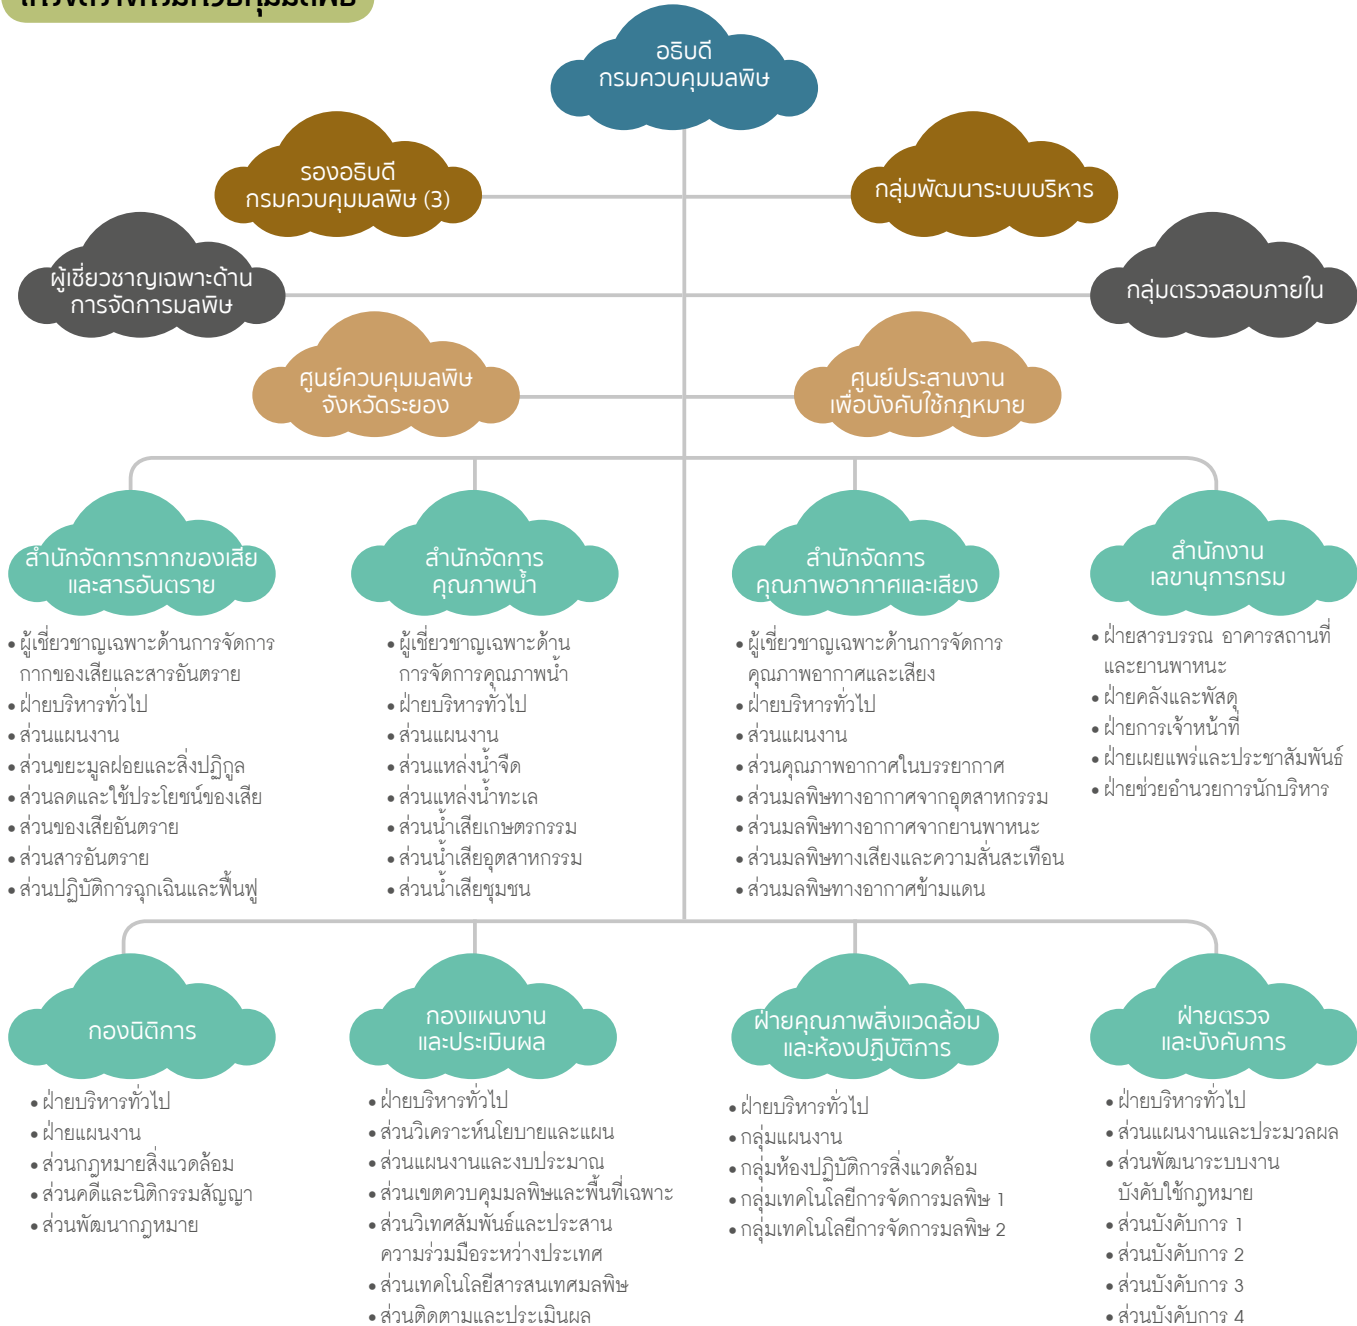 โครงสร้างกรมควบคุมมลพิษ
อธิบดี
กรมควบคุมมลพิษ
รองอธิบดี
กรมควบคุมมลพิษ (3)
กลุ่มพัฒนาระบบบริหาร
ผู้เชี่ยวชาญเฉพาะด้าน
การจัดการมลพิษ
กลุ่มตรวจสอบภายใน
ศูนย์ควบคุมมลพิษ
จังหวัดระยอง
ศูนย์ประสานงาน
เพื่อบังคับใช้กฎหมาย
สำนักจัดการกากของเสีย
และสารอันตราย
• ผู้เชี่ยวชาญเฉพาะด้านการจัดการ
กากของเสียและสารอันตราย
• ฝ่ายบริหารทั่วไป
• ส่วนแผนงาน
• ส่วนขยะมูลฝอยและสิ่งปฏิกูล
• ส่วนลดและใช้ประโยชน์ของเสีย
• ส่วนของเสียอันตราย
• ส่วนสารอันตราย
• ส่วนปฏิบัติการฉุกเฉินและฟื้นฟู
สำนักจัดการ
คุณภาพน้ำ
• ผู้เชี่ยวชาญเฉพาะด้าน
การจัดการคุณภาพน้ำ
• ฝ่ายบริหารทั่วไป
• ส่วนแผนงาน
• ส่วนแหล่งน้ำจืด
• ส่วนแหล่งน้ำทะเล
• ส่วนน้ำเสียเกษตรกรรม
• ส่วนน้ำเสียอุตสาหกรรม
• ส่วนน้ำเสียชุมชน
สำนักจัดการ
คุณภาพอากาศและเสียง
• ผู้เชี่ยวชาญเฉพาะด้านการจัดการ
คุณภาพอากาศและเสียง
• ฝ่ายบริหารทั่วไป
• ส่วนแผนงาน
• ส่วนคุณภาพอากาศในบรรยากาศ
• ส่วนมลพิษทางอากาศจากอุตสาหกรรม
• ส่วนมลพิษทางอากาศจากยานพาหนะ
• ส่วนมลพิษทางเสียงและความสั่นสะเทือน
• ส่วนมลพิษทางอากาศข้ามแดน
สำนักงาน
เลขานุการกรม
• ฝ่ายสารบรรณ อาคารสถานที่
และยานพาหนะ
• ฝ่ายคลังและพัสดุ
• ฝ่ายการเจ้าหน้าที่
• ฝ่ายเผยแพร่และประชาสัมพันธ์
• ฝ่ายช่วยอำนวยการนักบริหาร
กองนิติการ
• ฝ่ายบริหารทั่วไป
• ฝ่ายแผนงาน
• ส่วนกฎหมายสิ่งแวดล้อม
• ส่วนคดีและนิติกรรมสัญญา
• ส่วนพัฒนากฎหมาย
กองแผนงาน
และประเมินผล
• ฝ่ายบริหารทั่วไป
• ส่วนวิเคราะห์นโยบายและแผน
• ส่วนแผนงานและงบประมาณ
• ส่วนเขตควบคุมมลพิษและพื้นที่เฉพาะ
• ส่วนวิเทศสัมพันธ์และประสาน
ความร่วมมือระหว่างประเทศ
• ส่วนเทคโนโลยีสารสนเทศมลพิษ
• ส่วนติดตามและประเมินผล
ฝ่ายคุณภาพสิ่งแวดล้อม
และห้องปฏิบัติการ
• ฝ่ายบริหารทั่วไป
• กลุ่มแผนงาน
• กลุ่มห้องปฏิบัติการสิ่งแวดล้อม
• กลุ่มเทคโนโลยีการจัดการมลพิษ 1
• กลุ่มเทคโนโลยีการจัดการมลพิษ 2
ฝ่ายตรวจ
และบังคับการ
• ฝ่ายบริหารทั่วไป
• ส่วนแผนงานและประมวลผล
• ส่วนพัฒนาระบบงาน
บังคับใช้กฎหมาย
• ส่วนบังคับการ 1
• ส่วนบังคับการ 2
• ส่วนบังคับการ 3
• ส่วนบังคับการ 4